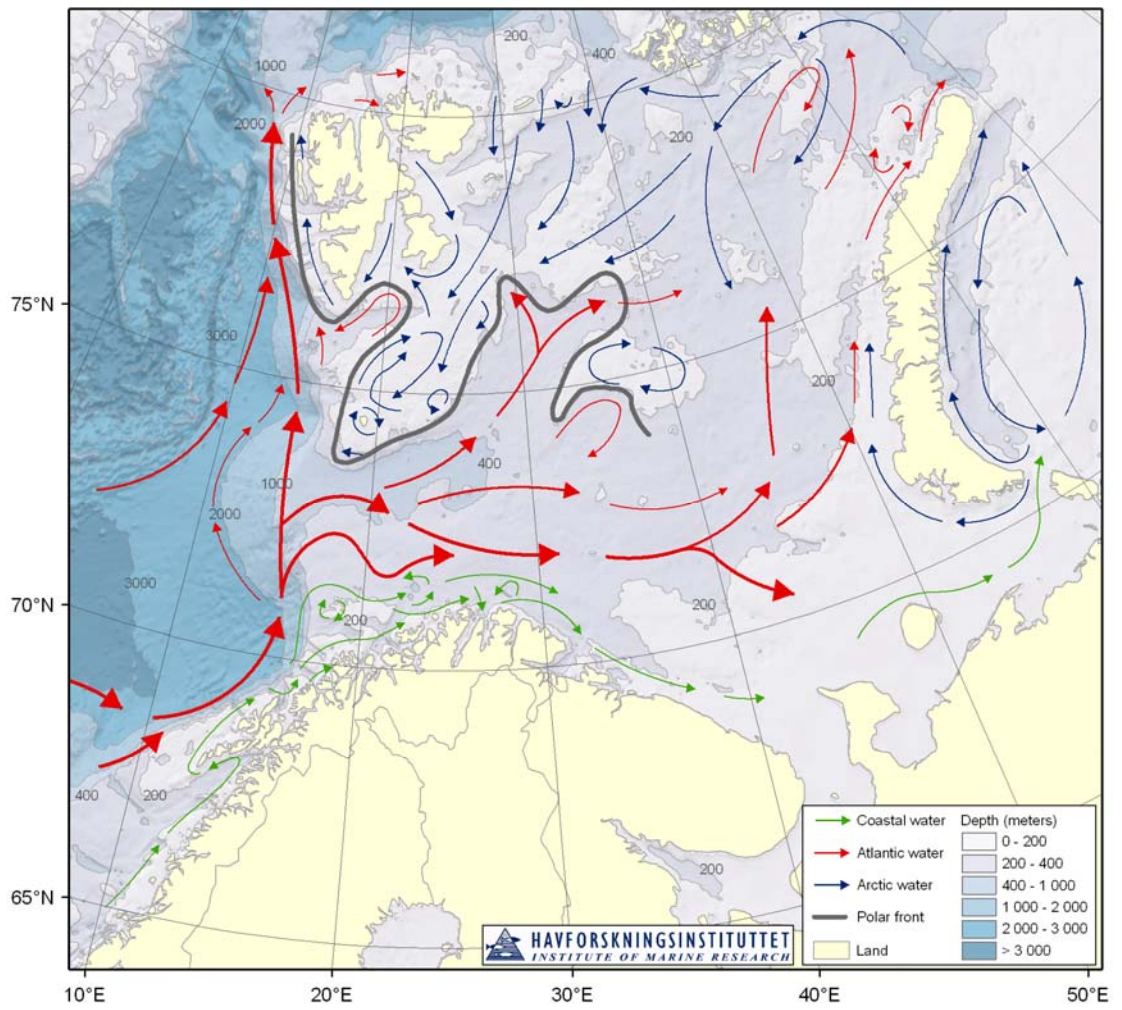 200
400
1000
2000
200
75°N
3000
200
400
1000
2000
3000
70°N
200
200
400
200
200
65°N
Coastal water
Atlantic water
Arctic water
Polar front
Land
Depth (meters)
0 - 200
200 - 400
400 - 1 000
1 000 - 2 000
2 000 - 3 000
> 3 000
HAVFORSKNINGSINSTITUTTET
INSTITUTE OF MARINE RESEARCH
10°E
20°E
30°E
40°E
50°E